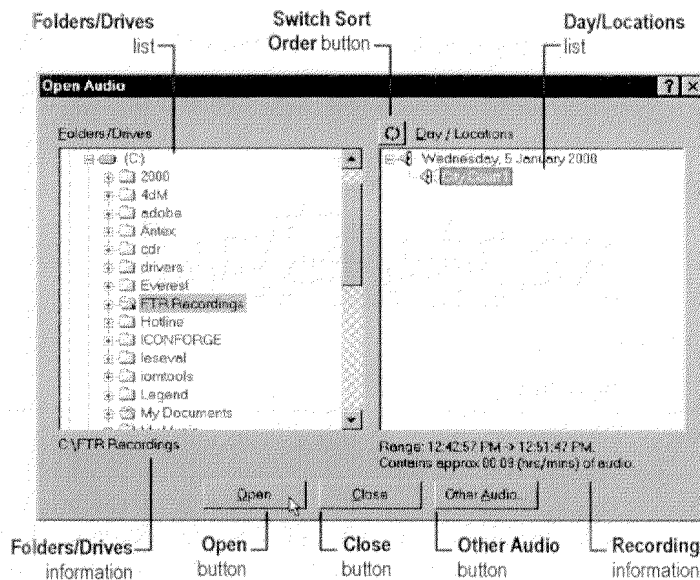 Folders/Drives
list
Switch Sort
Order button
Day/Locations
list
Open Audio
? ×
Folders/Drives
Day / Locations
(C:)
2000
4dM
adobe
Antex
cdr
drivers
Everest
FTR Recordings
Hotline
ICONFORGE
leseval
iomtools
Legend
My Documents
Wednesday, 5 January 2000
C:\FTR Recordings
Range: 12:42:57 PM -> 12:51:47 PM.
Contains approx 00:09 (hrs/mins) of audio.
Open
Close
Other Audio...
Folders/Drives
information
Open
button
Close
button
Other Audio
button
Recording
information